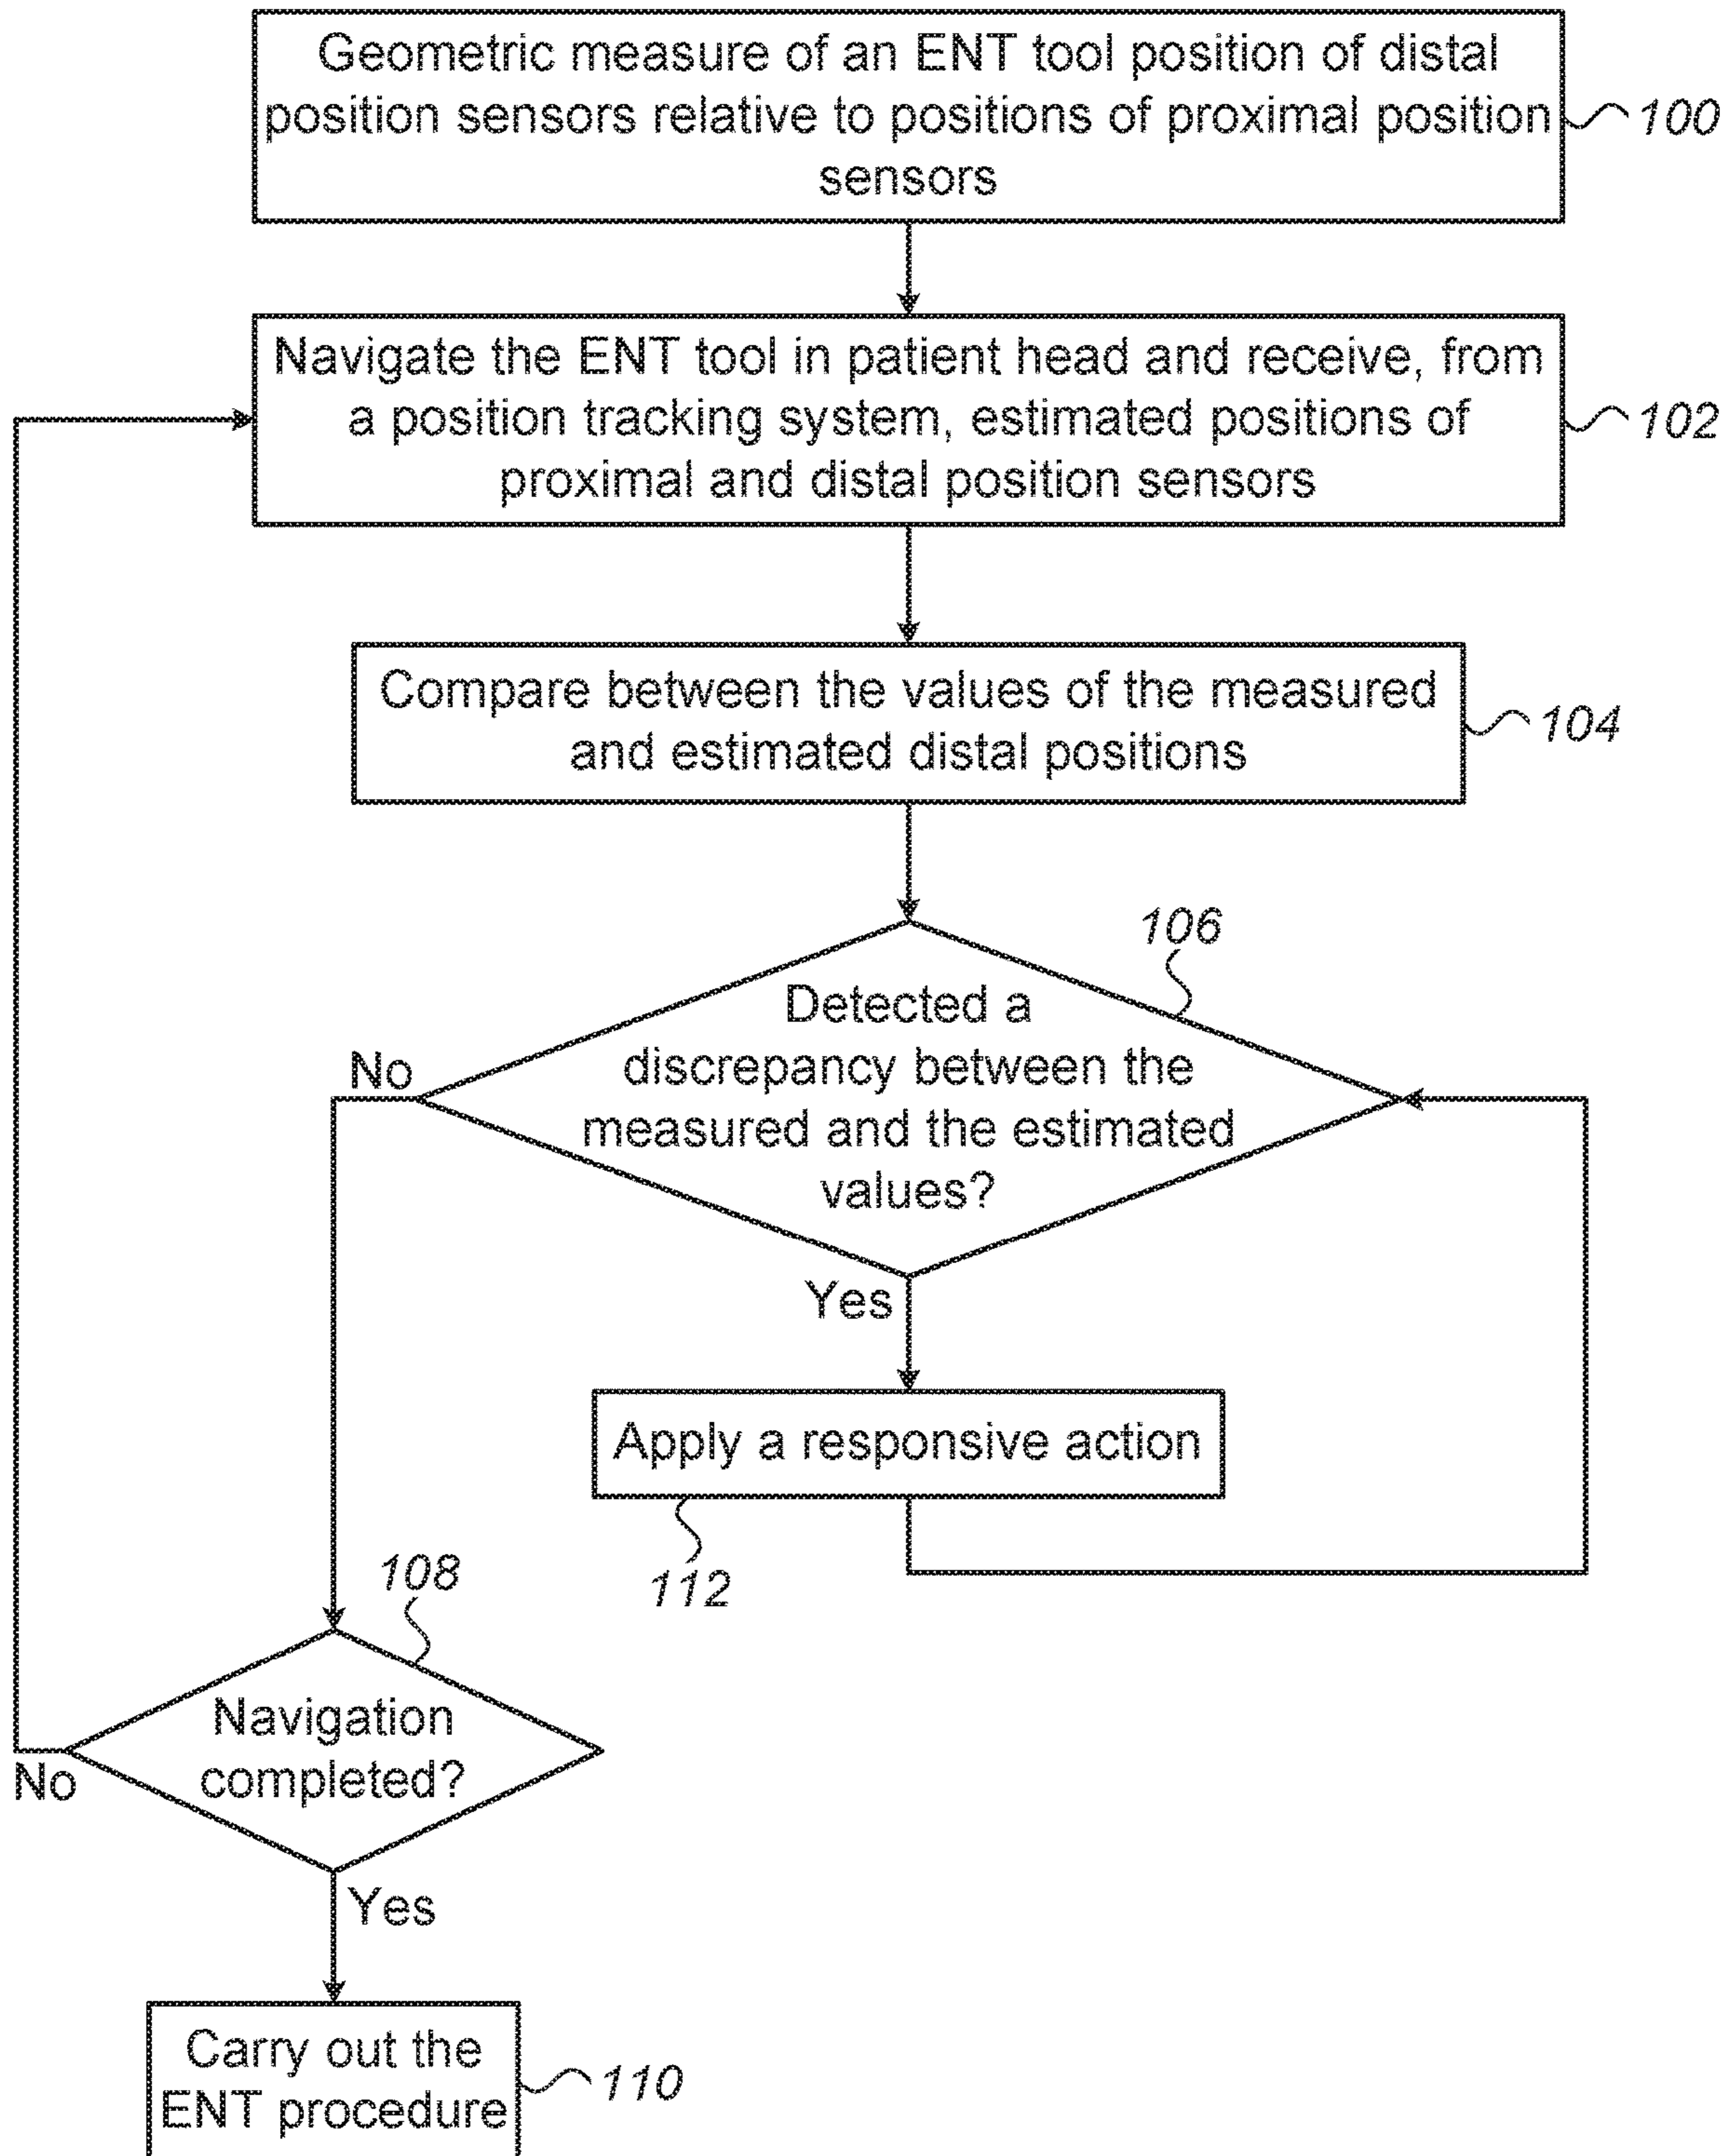 Geometric measure of an ENT tool position of distal
position sensors relative to positions of proximal position
sensors
100
Navigate the ENT tool in patient head and receive, from
a position tracking system, estimated positions of
proximal and distal position sensors
102
Compare between the values of the measured
and estimated distal positions
104
106
Detected a
discrepancy between the
measured and the estimated
values?
No
Yes
Apply a responsive action
112
108
Navigation
completed?
No
Yes
Carry out the
ENT procedure
110